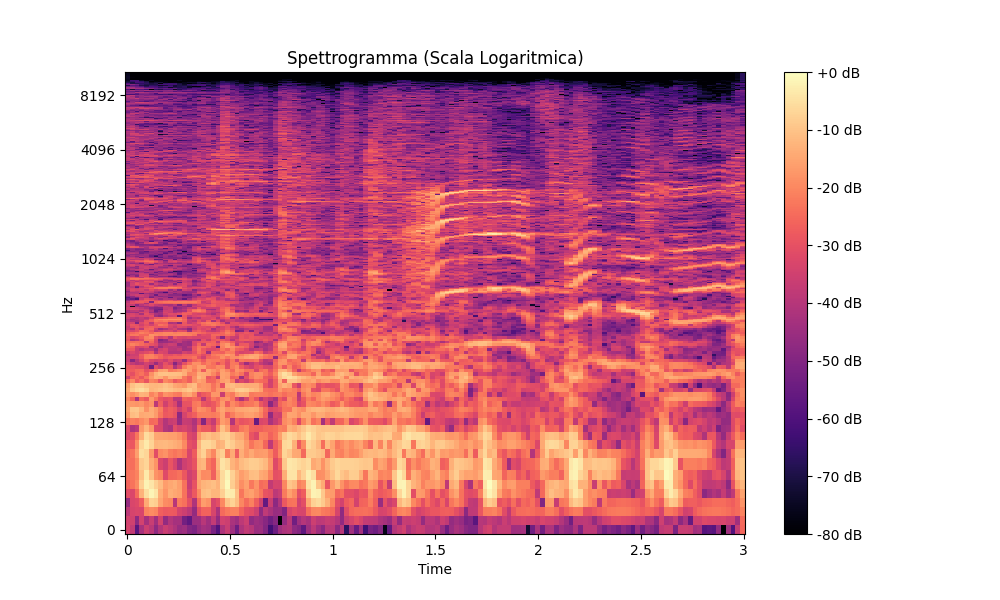 Spettrogramma (Scala Logaritmica)
Hz
8192
4096
2048
1024
512
256
128
64
0
0 0.5 1 1.5 2 2.5 3
Time
+0 dB
-10 dB
-20 dB
-30 dB
-40 dB
-50 dB
-60 dB
-70 dB
-80 dB